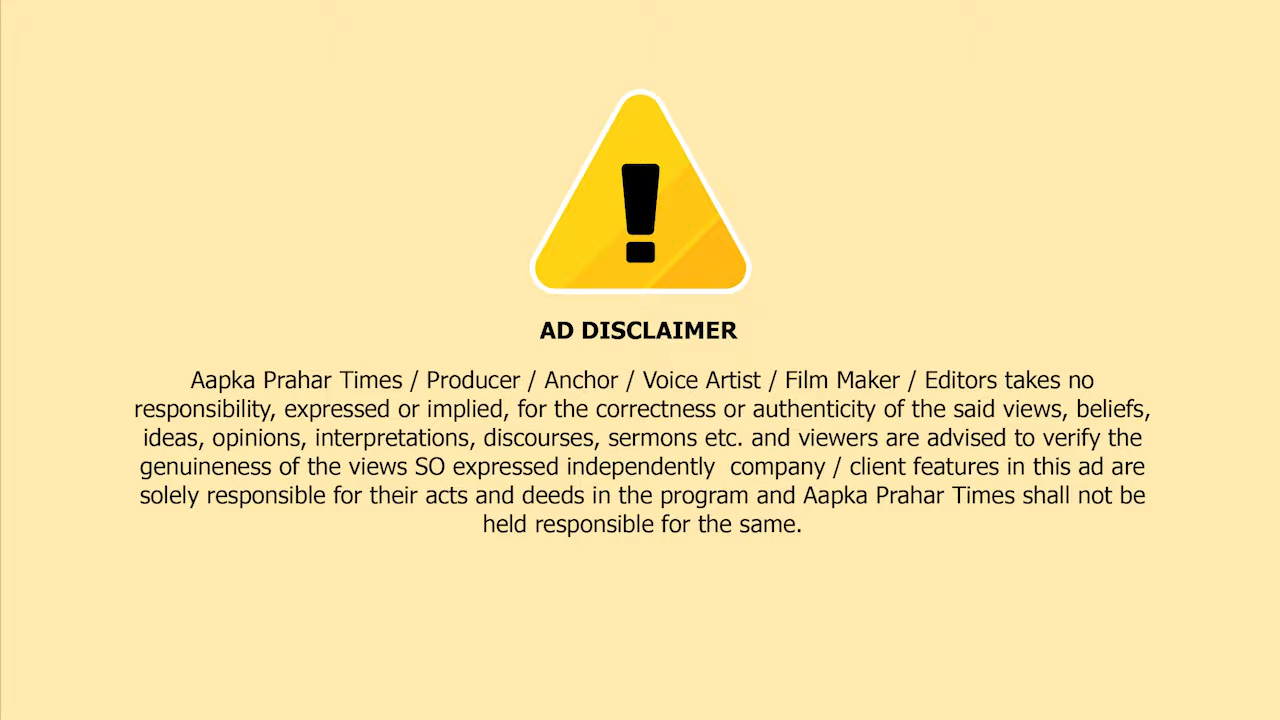 AD DISCLAIMER
Aapka Prahar Times / Producer / Anchor / Voice Artist / Film Maker / Editors takes no
responsibility, expressed or implied, for the correctness or authenticity of the said views, beliefs,
ideas, opinions, interpretations, discourses, sermons etc. and viewers are advised to verify the
genuineness of the views SO expressed independently  company / client features in this ad are
solely responsible for their acts and deeds in the program and Aapka Prahar Times shall not be
held responsible for the same.